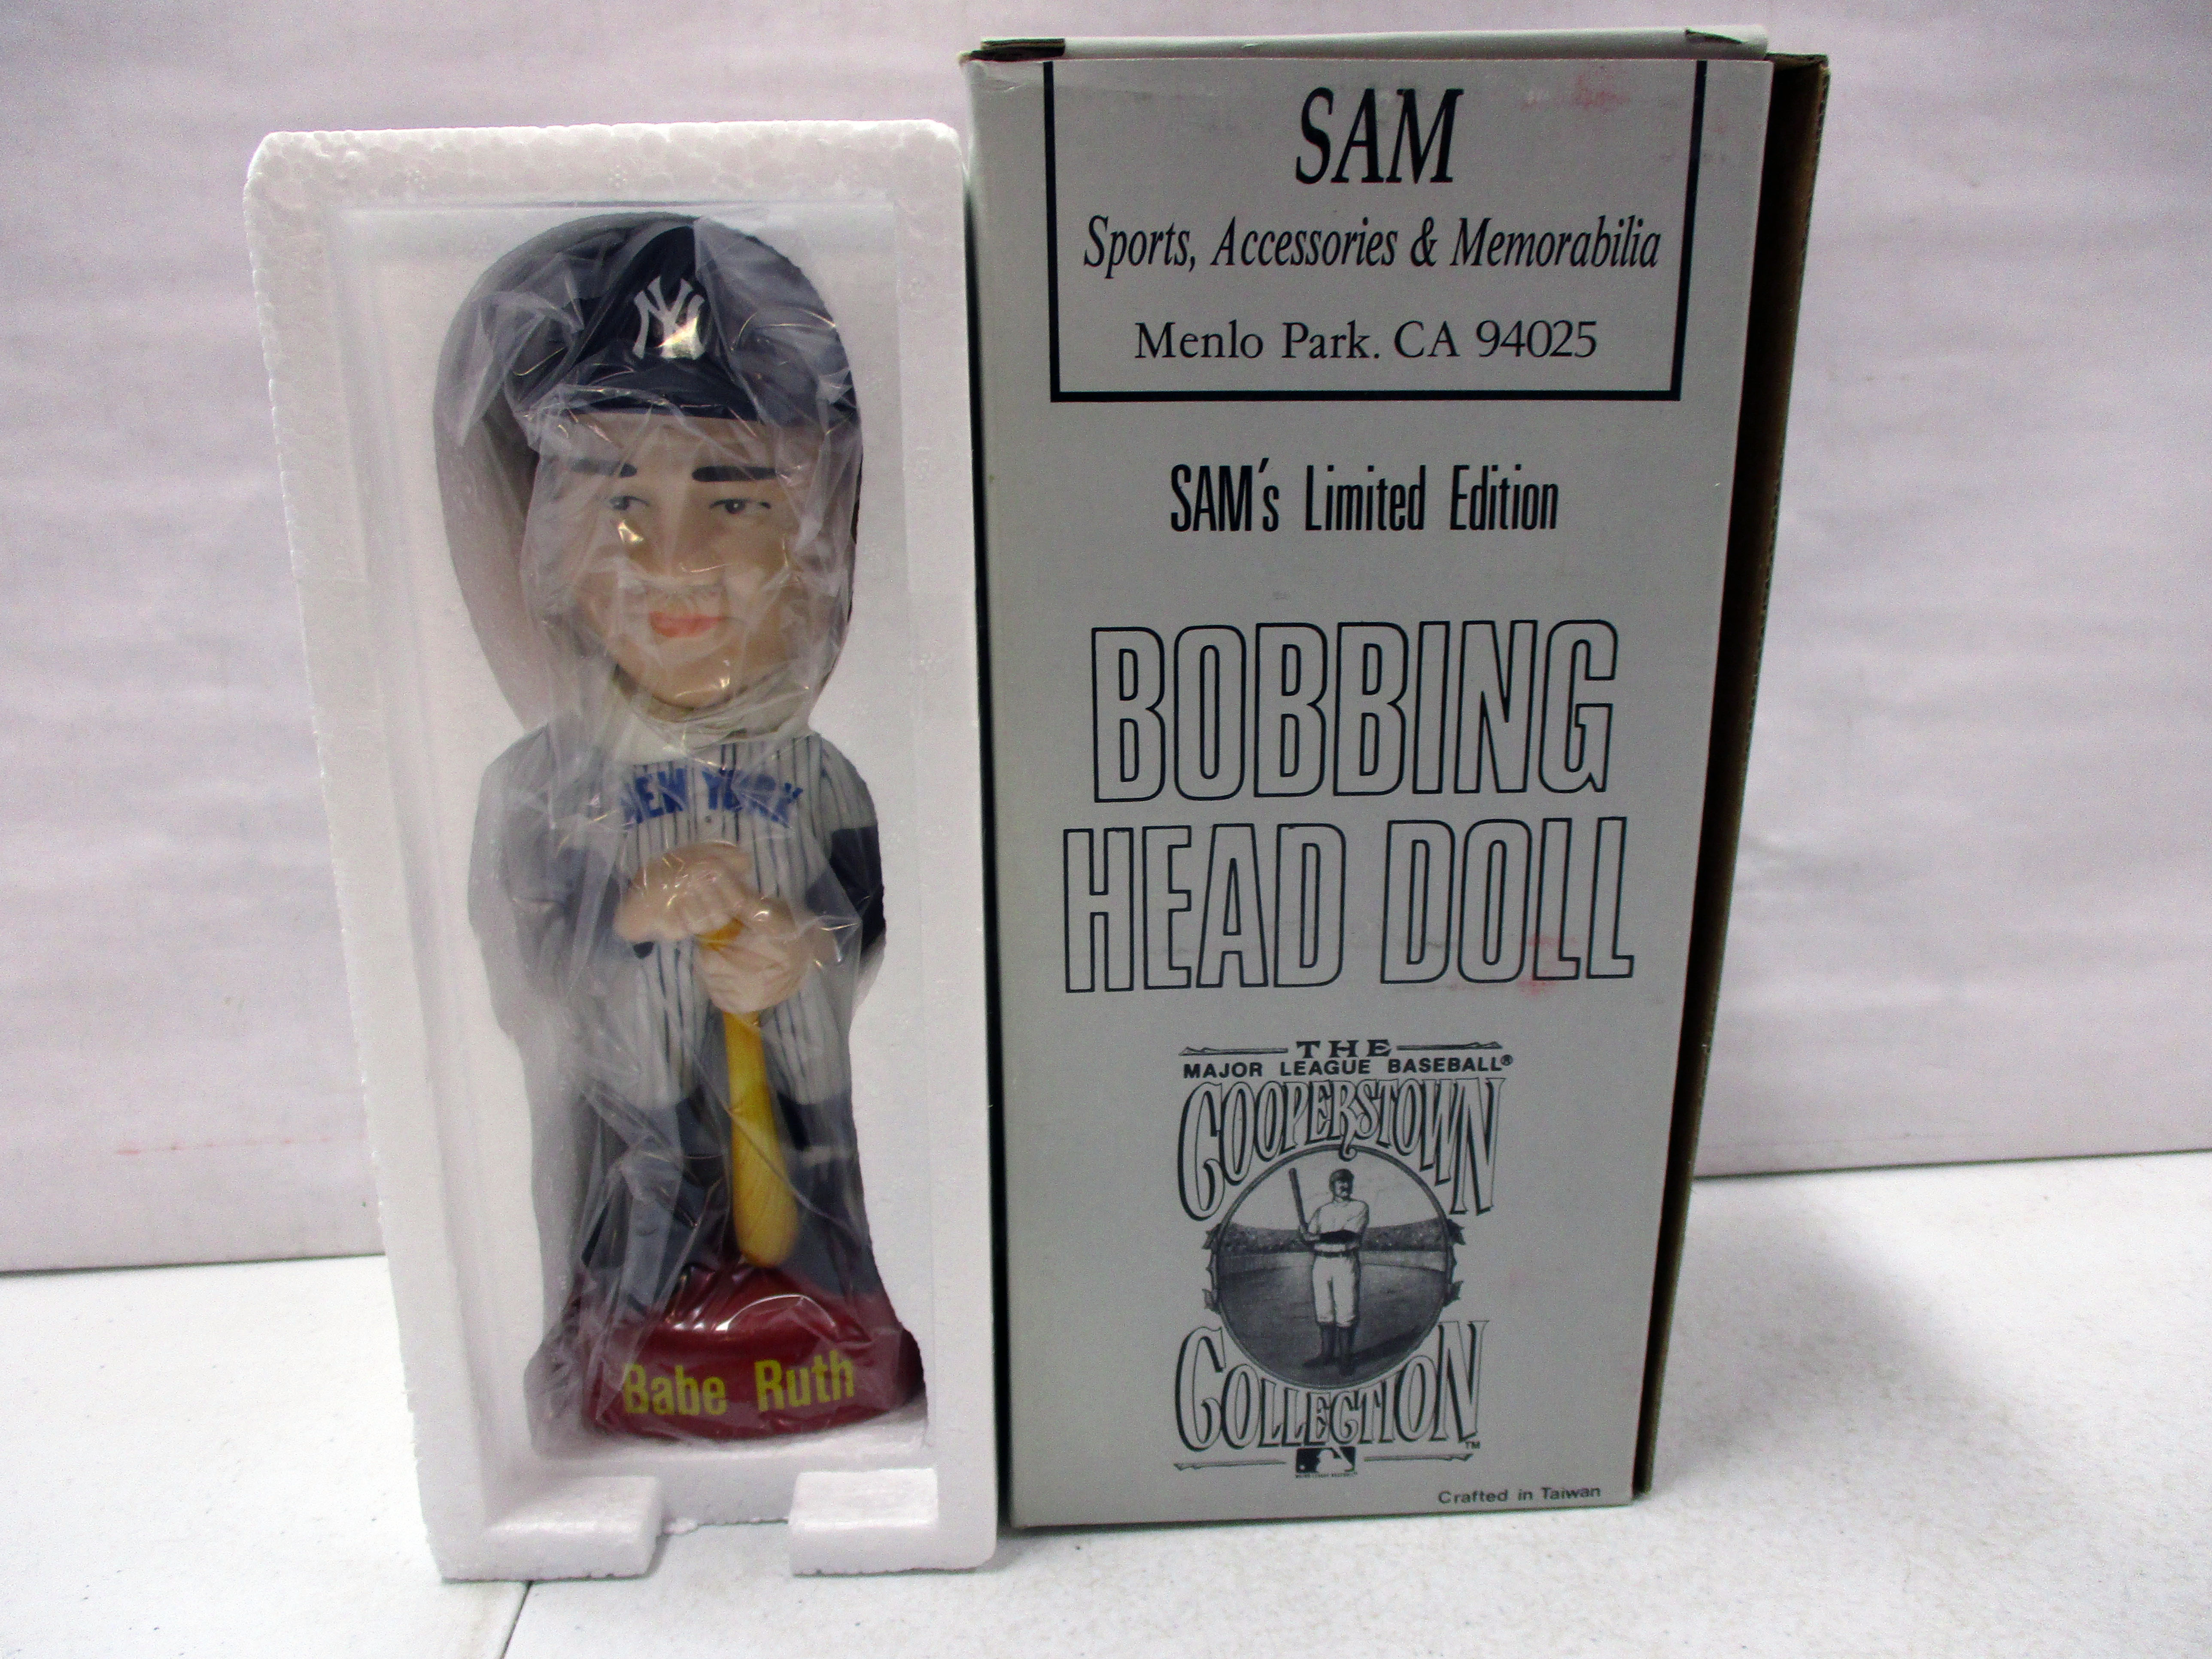 NY
NEW YORK
Babe Ruth
SAM
Sports, Accessories & Memorabilia
Menlo Park. CA 94025
SAM's Limited Edition
BOBBING
HEAD DOLL
THE
MAJOR LEAGUE BASEBALL®
COOPERSTOWN
COLLECTION™
Crafted in Taiwan